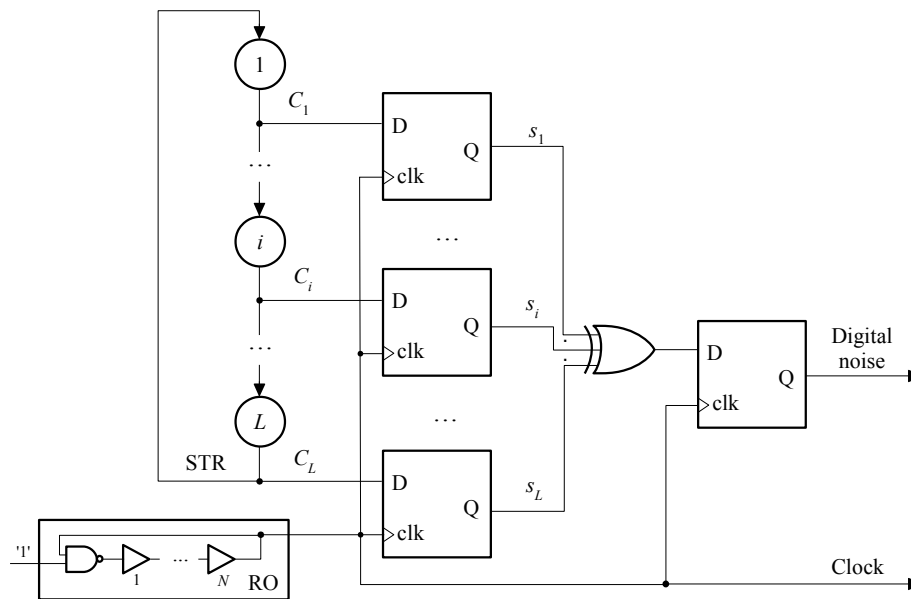 1
C1
D
Q
clk
s1
...
...
i
Ci
D
Q
clk
si
...
...
L
STR
CL
D
Q
clk
sL
D
Q
clk
Digital
noise
'1'
1
...
N
RO
Clock